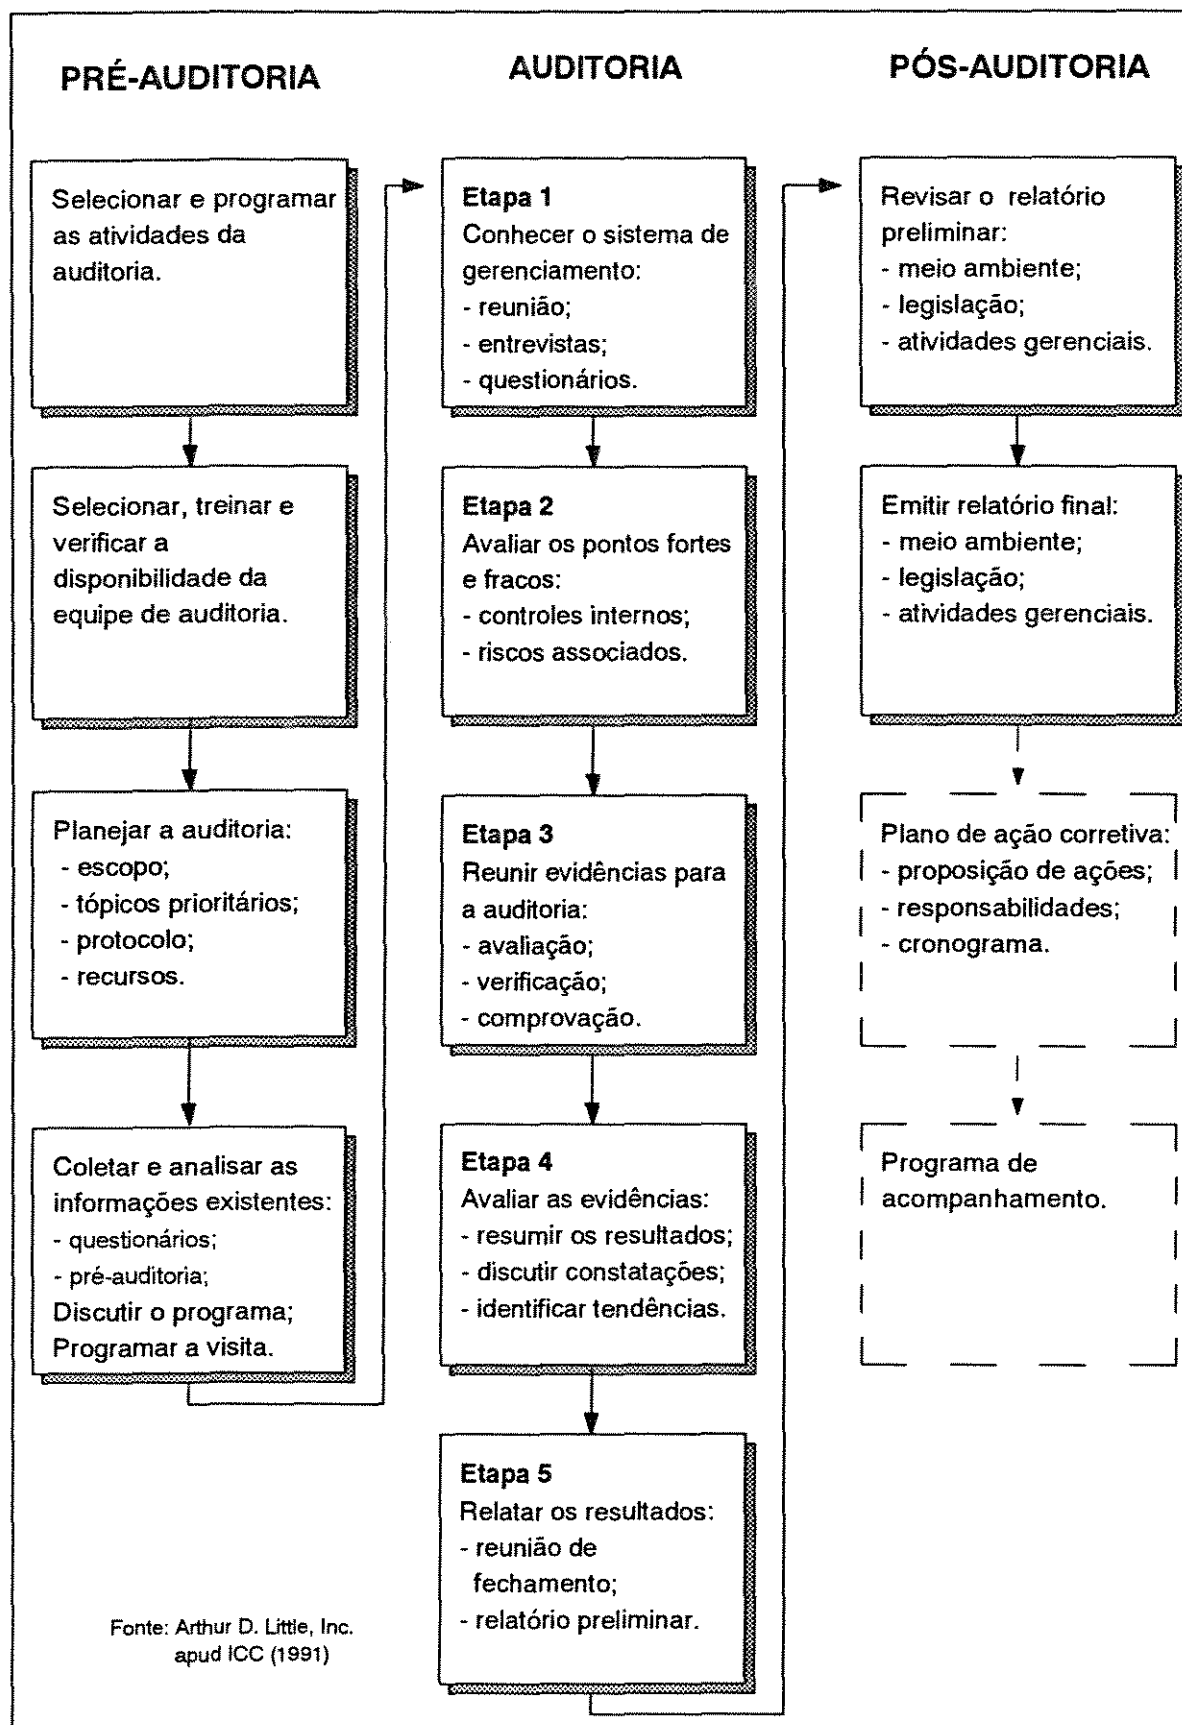 PRÉ-AUDITORIA
Selecionar e programar
as atividades da
auditoria.
Selecionar, treinar e
verificar a
disponibilidade da
equipe de auditoria.
Planejar a auditoria:
- escopo;
- tópicos prioritários;
- protocolo;
- recursos.
Coletar e analisar as
informações existentes:
- questionários;
- pré-auditoria;
Discutir o programa;
Programar a visita.
AUDITORIA
Etapa 1
Conhecer o sistema de
gerenciamento:
- reunião;
- entrevistas;
- questionários.
Etapa 2
Avaliar os pontos fortes
e fracos:
- controles internos;
- riscos associados.
Etapa 3
Reunir evidências para
a auditoria:
- avaliação;
- verificação;
- comprovação.
Etapa 4
Avaliar as evidências:
- resumir os resultados;
- discutir constatações;
- identificar tendências.
Etapa 5
Relatar os resultados:
- reunião de
fechamento;
- relatório preliminar.
PÓS-AUDITORIA
Revisar o relatório
preliminar:
- meio ambiente;
- legislação;
- atividades gerenciais.
Emitir relatório final:
- meio ambiente;
- legislação;
- atividades gerenciais.
Plano de ação corretiva:
- proposição de ações;
- responsabilidades;
- cronograma.
Programa de
acompanhamento.
Fonte: Arthur D. Little, Inc.
apud ICC (1991)